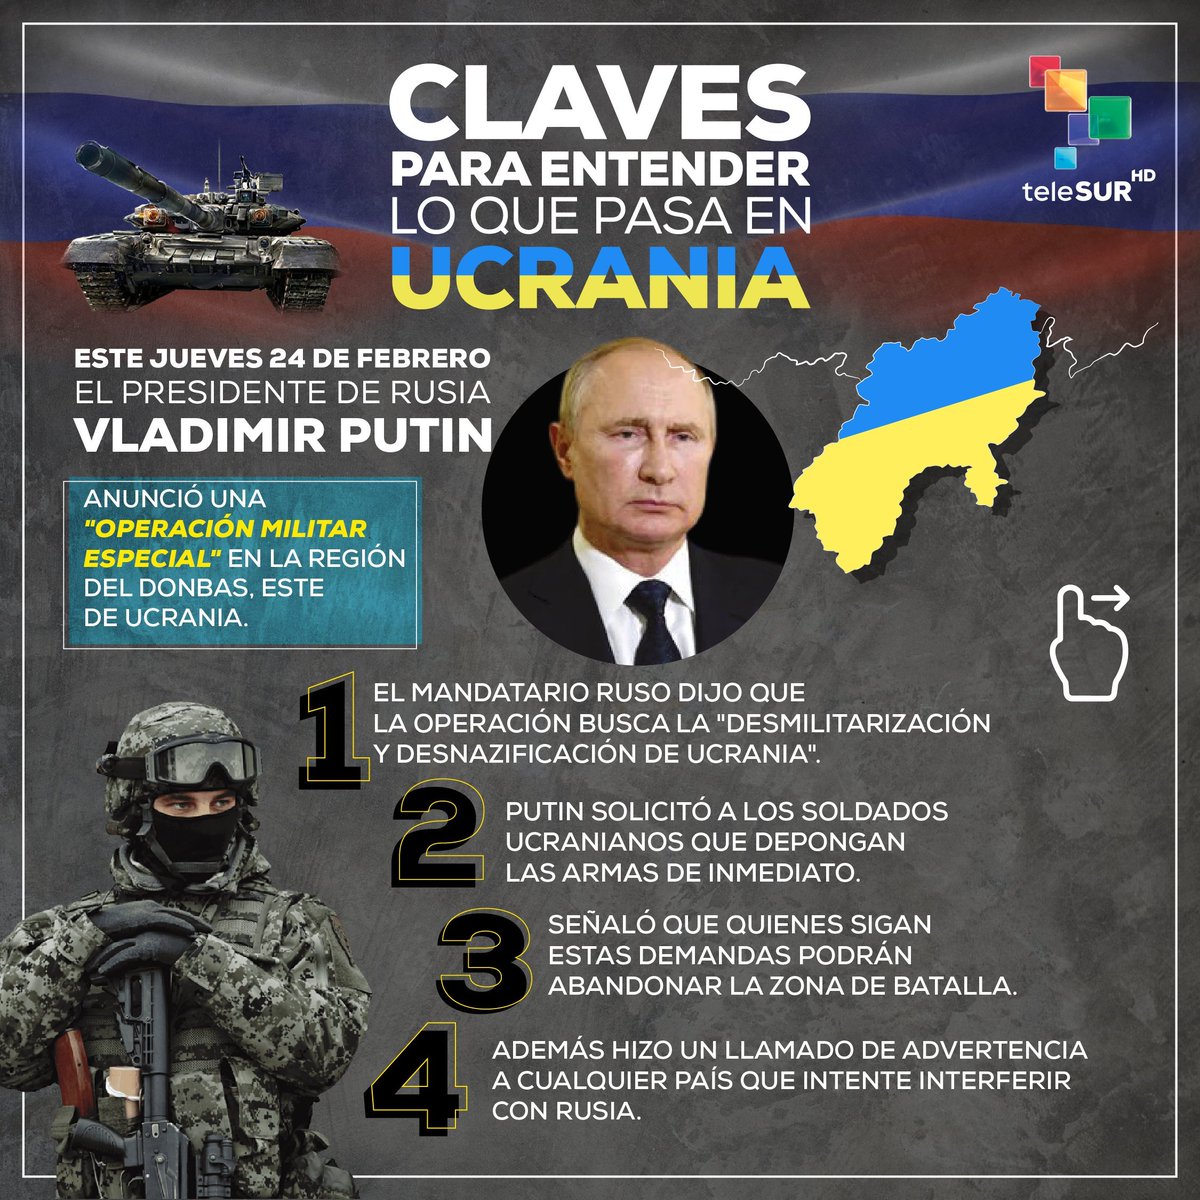 CLAVES
PARA ENTENDER
LO QUE PASA EN
UCRANIA
teleSUR HD
ESTE JUEVES 24 DE FEBRERO
EL PRESIDENTE DE RUSIA
VLADIMIR PUTIN
ANUNCIÓ UNA
"OPERACIÓN MILITAR
ESPECIAL" EN LA REGIÓN
DEL DONBAS, ESTE
DE UCRANIA.
1
EL MANDATARIO RUSO DIJO QUE
LA OPERACIÓN BUSCA LA "DESMILITARIZACIÓN
Y DESNAZIFICACIÓN DE UCRANIA".
2
PUTIN SOLICITÓ A LOS SOLDADOS
UCRANIANOS QUE DEPONGAN
LAS ARMAS DE INMEDIATO.
3
SEÑALÓ QUE QUIENES SIGAN
ESTAS DEMANDAS PODRÁN
ABANDONAR LA ZONA DE BATALLA.
4
ADEMÁS HIZO UN LLAMADO DE ADVERTENCIA
A CUALQUIER PAÍS QUE INTENTE INTERFERIR
CON RUSIA.